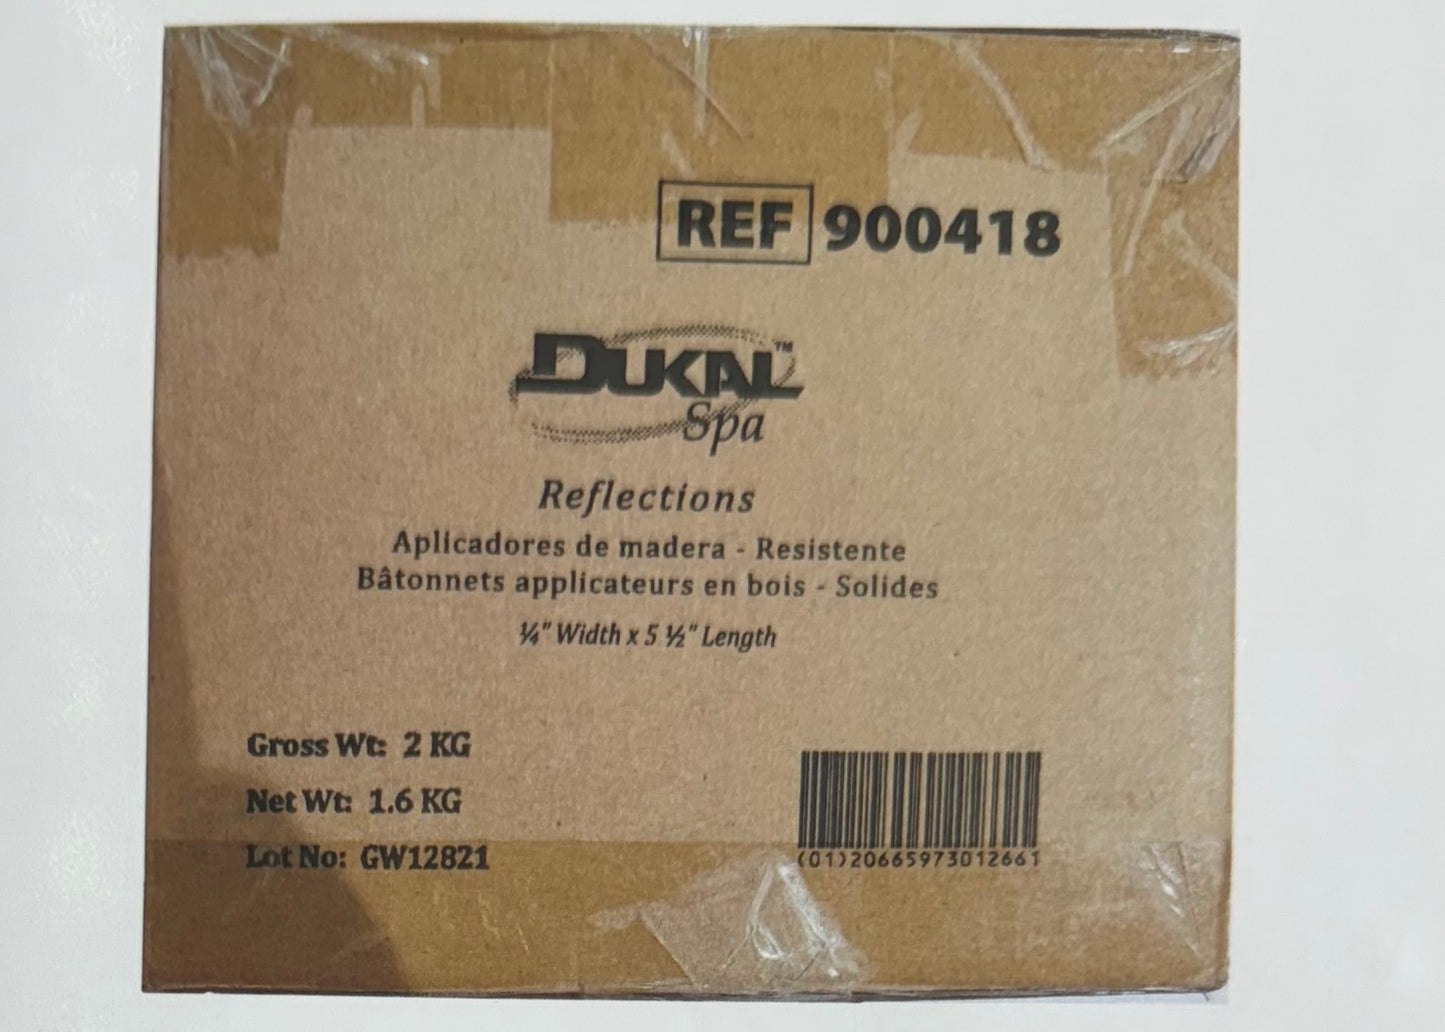 REF 900418
DUKAL™
Spa
Reflections
Aplicadores de madera - Resistente
Bâtonnets applicateurs en bois - Solides
¼" Width x 5 ½" Length
Gross Wt: 2 KG
Net Wt: 1.6 KG
Lot No: GW12821
(01)20665973012661